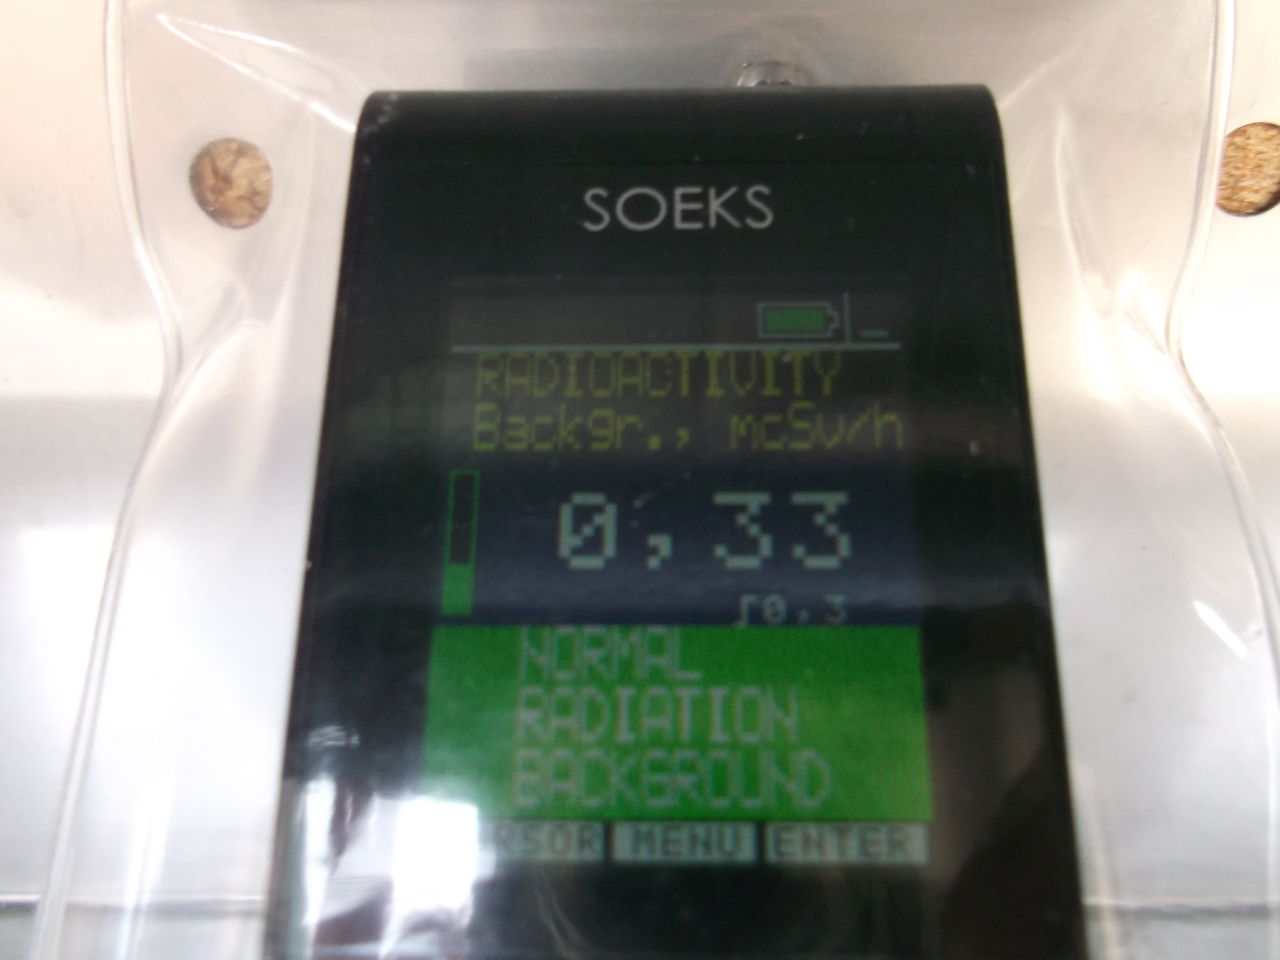 SOEKS
RADIOACTIVITY
Backgr., mcSv/h
0,33
NORMAL
RADIATION
BACKGROUND
MENU ENTER